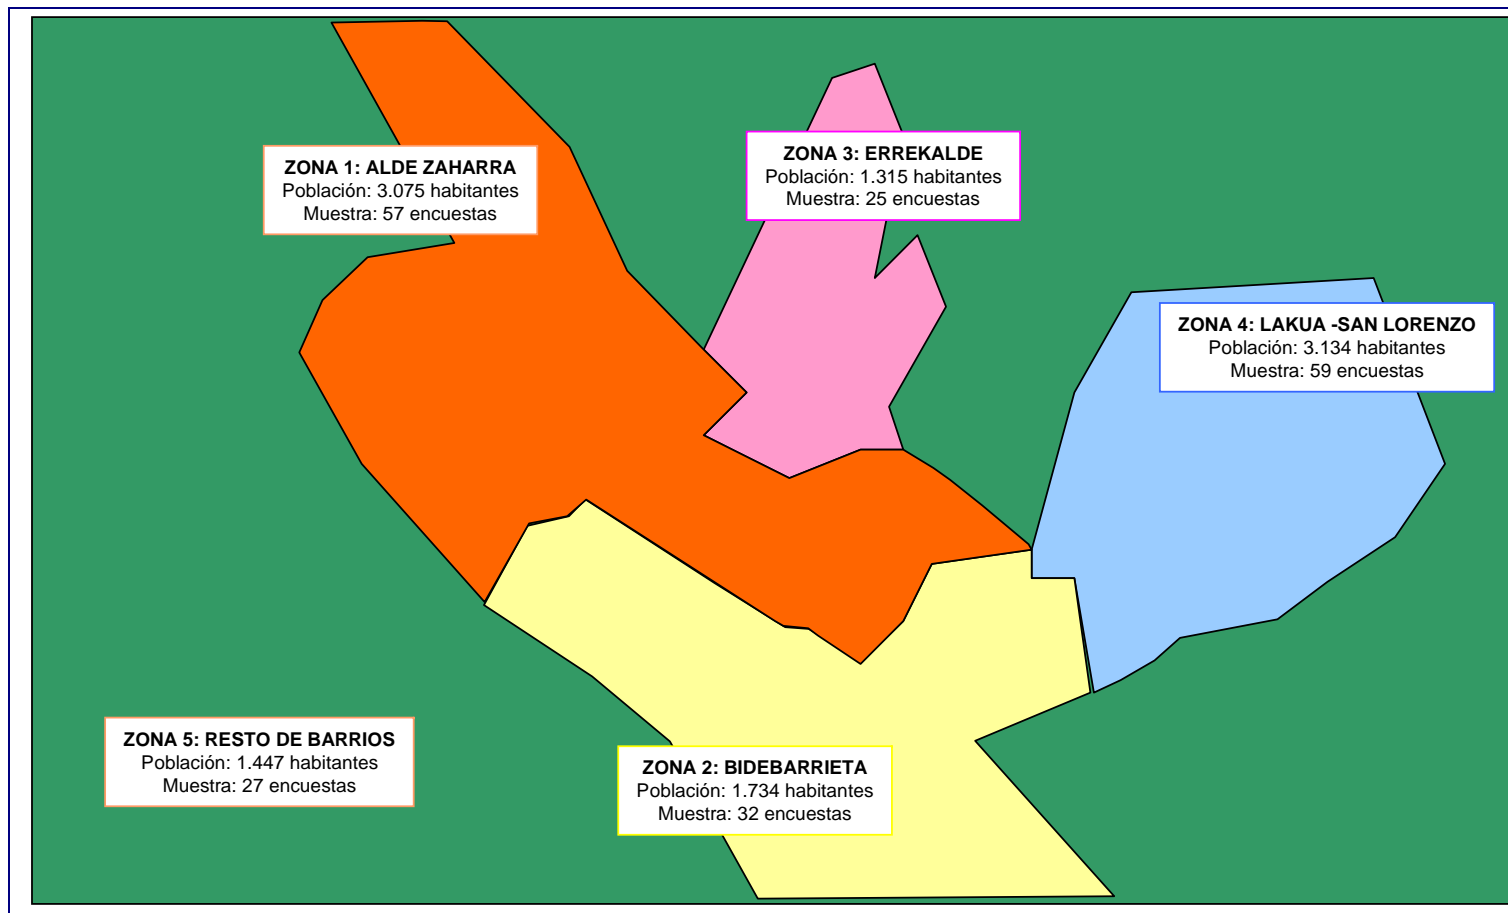 ZONA 1: ALDE ZAHARRA
Población: 3.075 habitantes
Muestra: 57 encuestas
ZONA 3: ERREKALDE
Población: 1.315 habitantes
Muestra: 25 encuestas
ZONA 4: LAKUA -SAN LORENZO
Población: 3.134 habitantes
Muestra: 59 encuestas
ZONA 5: RESTO DE BARRIOS
Población: 1.447 habitantes
Muestra: 27 encuestas
ZONA 2: BIDEBARRIETA
Población: 1.734 habitantes
Muestra: 32 encuestas